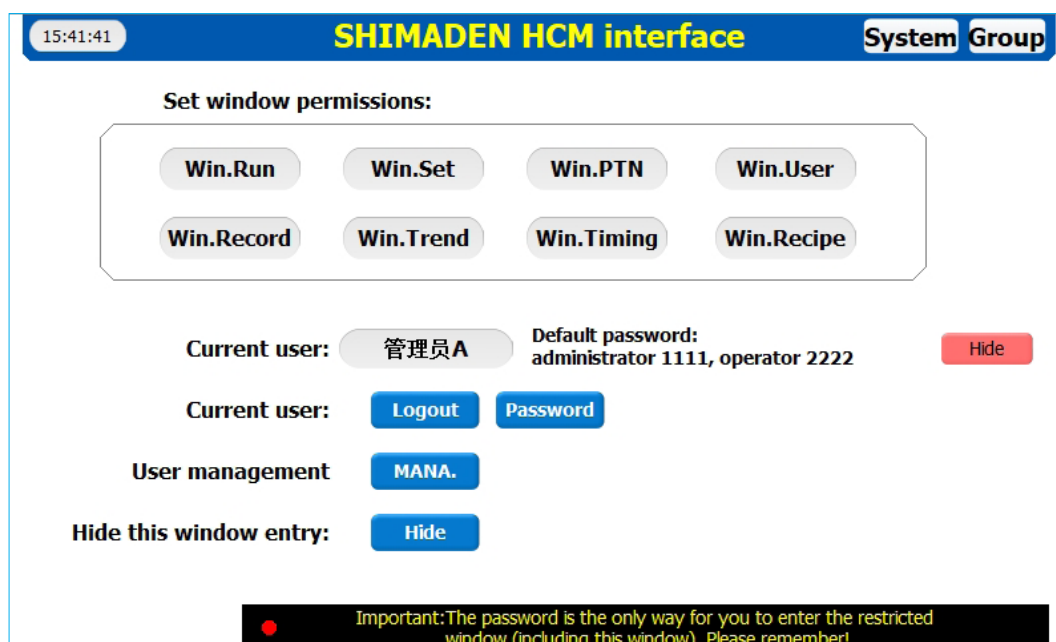 15:41:41 SHIMADEN HCM interface System Group
Set window permissions:
Win.Run Win.Set Win.PTN Win.User
Win.Record Win.Trend Win.Timing Win.Recipe
Current user: 管理员A
Default password:
administrator 1111, operator 2222
Hide
Current user: Logout Password
User management MANA.
Hide this window entry: Hide
Important:The password is the only way for you to enter the restricted
window (including this window). Please remember!